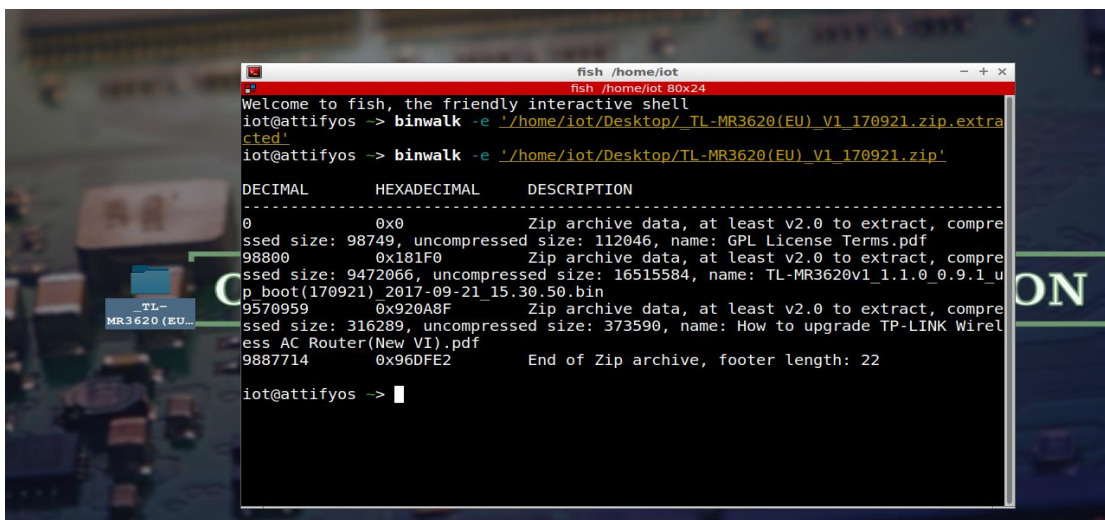 fish /home/iot
fish /home/iot 80x24
Welcome to fish, the friendly interactive shell
iot@attifyos ~> binwalk -e '/home/iot/Desktop/_TL-MR3620(EU)_V1_170921.zip.extra
cted'
iot@attifyos ~> binwalk -e '/home/iot/Desktop/TL-MR3620(EU)_V1_170921.zip'
DECIMAL HEXADECIMAL DESCRIPTION
--------------------------------------------------------------------------------
0 0x0 Zip archive data, at least v2.0 to extract, compre
ssed size: 98749, uncompressed size: 112046, name: GPL License Terms.pdf
98800 0x181F0 Zip archive data, at least v2.0 to extract, compre
ssed size: 9472066, uncompressed size: 16515584, name: TL-MR3620v1_1.1.0_0.9.1_u
p_boot(170921)_2017-09-21_15.30.50.bin
9570959 0x920A8F Zip archive data, at least v2.0 to extract, compre
ssed size: 316289, uncompressed size: 373590, name: How to upgrade TP-LINK Wirel
ess AC Router(New VI).pdf
9887714 0x96DFE2 End of Zip archive, footer length: 22
iot@attifyos ~>
_TL-
MR3620(EU…
ON